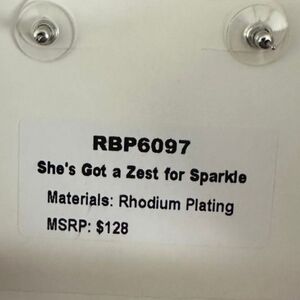 RBP6097
She's Got a Zest for Sparkle
Materials: Rhodium Plating
MSRP: $128